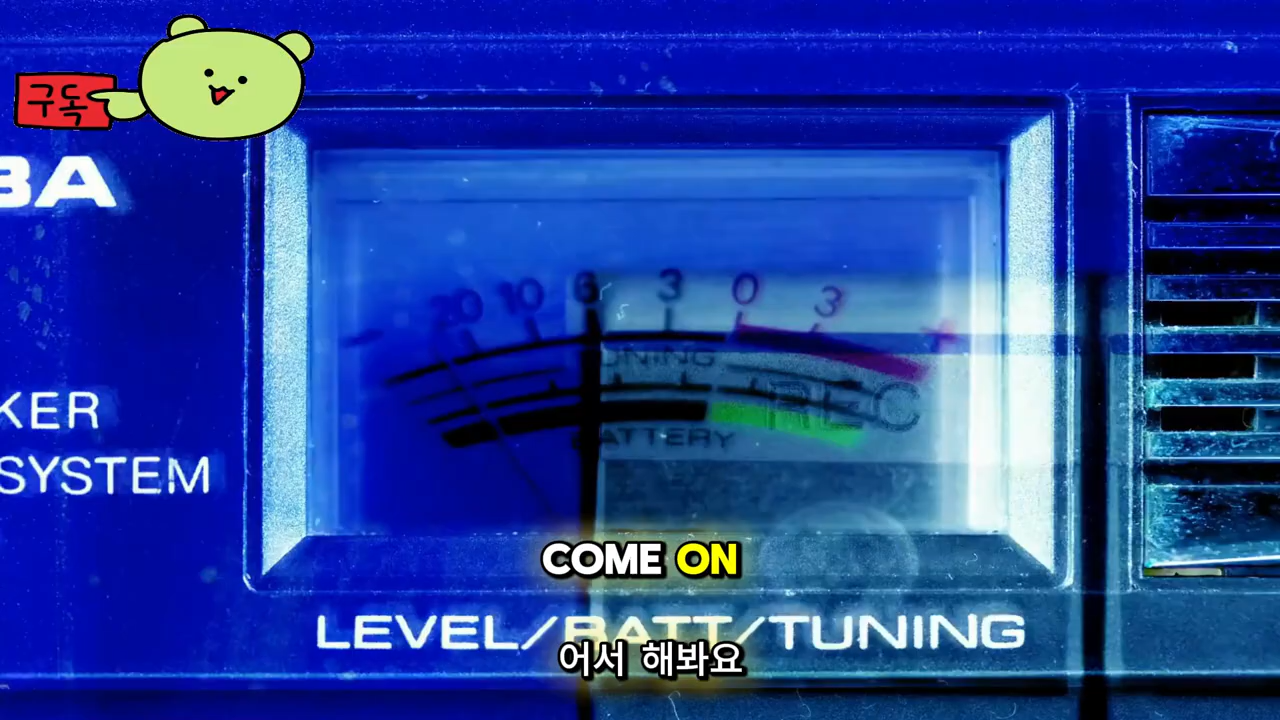 구독
BA
20 10 6 3 0 3 +
TUNING
REC
BATTERY
KER
SYSTEM
COME ON
LEVEL/BATT/TUNING
어서 해봐요